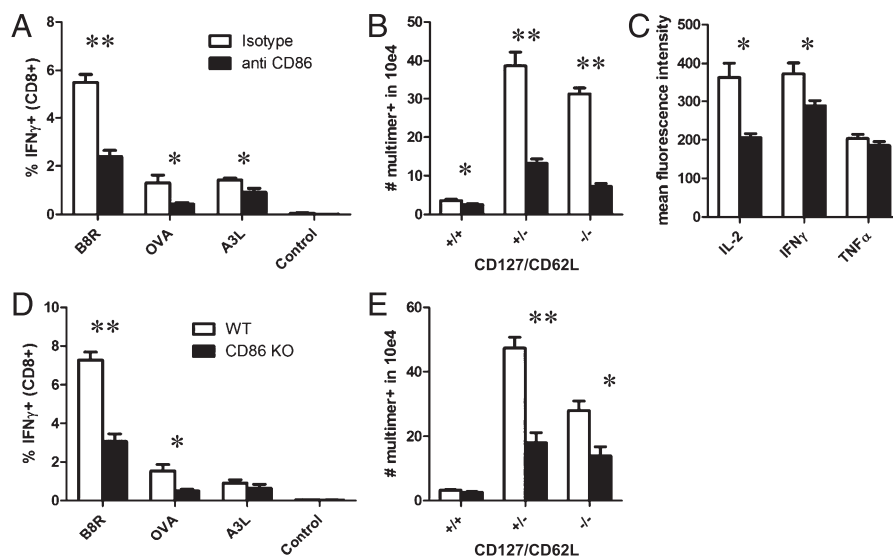 A
% IFNγ+ (CD8+)
8
6
4
2
0
**
*
*
Isotype
anti CD86
B8R
OVA
A3L
Control
B
# multimer+ in 10e4
50
40
30
20
10
0
*
**
**
+/+
+/-
-/-
CD127/CD62L
C
mean fluorescence intensity
500
400
300
200
100
0
*
*
IL-2
IFNγ
TNFα
D
% IFNγ+ (CD8+)
10
8
6
4
2
0
**
*
WT
CD86 KO
B8R
OVA
A3L
Control
E
# multimer+ in 10e4
60
40
20
0
**
*
+/+
+/-
-/-
CD127/CD62L